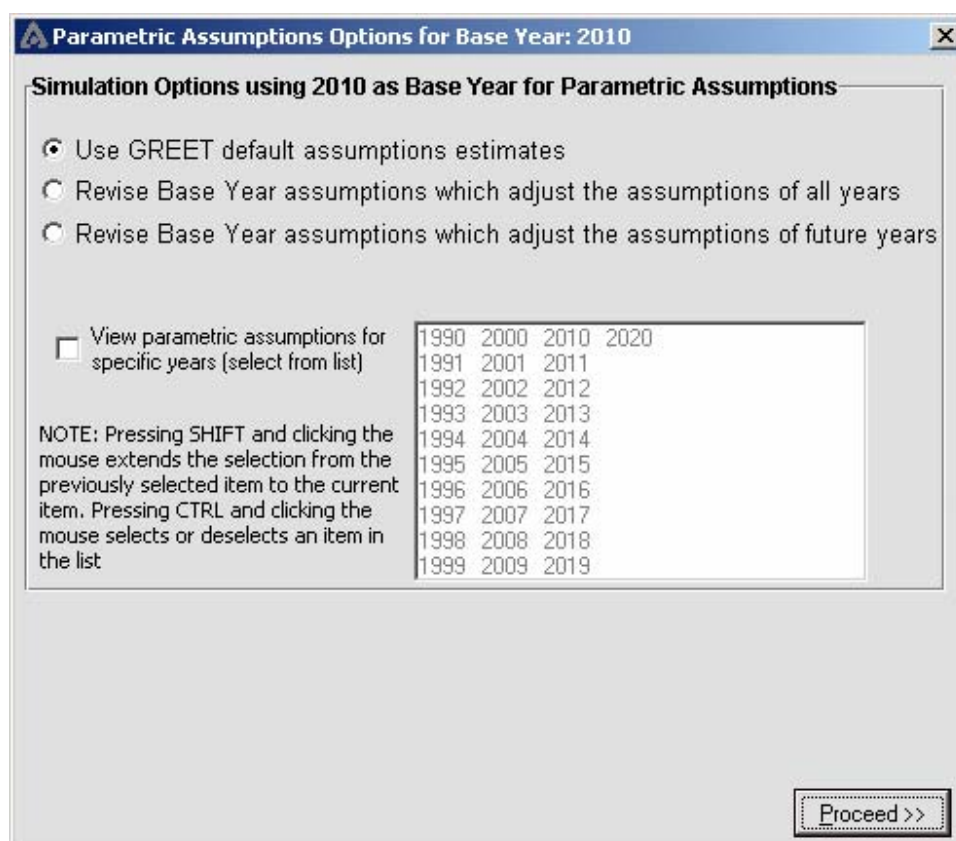 Parametric Assumptions Options for Base Year: 2010
Simulation Options using 2010 as Base Year for Parametric Assumptions
Use GREET default assumptions estimates
Revise Base Year assumptions which adjust the assumptions of all years
Revise Base Year assumptions which adjust the assumptions of future years
View parametric assumptions for
specific years (select from list)
NOTE: Pressing SHIFT and clicking the
mouse extends the selection from the
previously selected item to the current
item. Pressing CTRL and clicking the
mouse selects or deselects an item in
the list
1990 2000 2010 2020
1991 2001 2011
1992 2002 2012
1993 2003 2013
1994 2004 2014
1995 2005 2015
1996 2006 2016
1997 2007 2017
1998 2008 2018
1999 2009 2019
Proceed >>